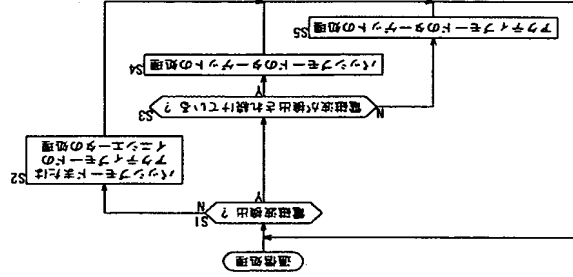 通信処理
電磁波検出？
S1
N
Y
パッシブモードまたは
アクティブモードの
イニシエータの処理
S2
電磁波が検出され続けている？
S3
Y
N
パッシブモードのターゲットの処理
S4
アクティブモードのターゲットの処理
S5